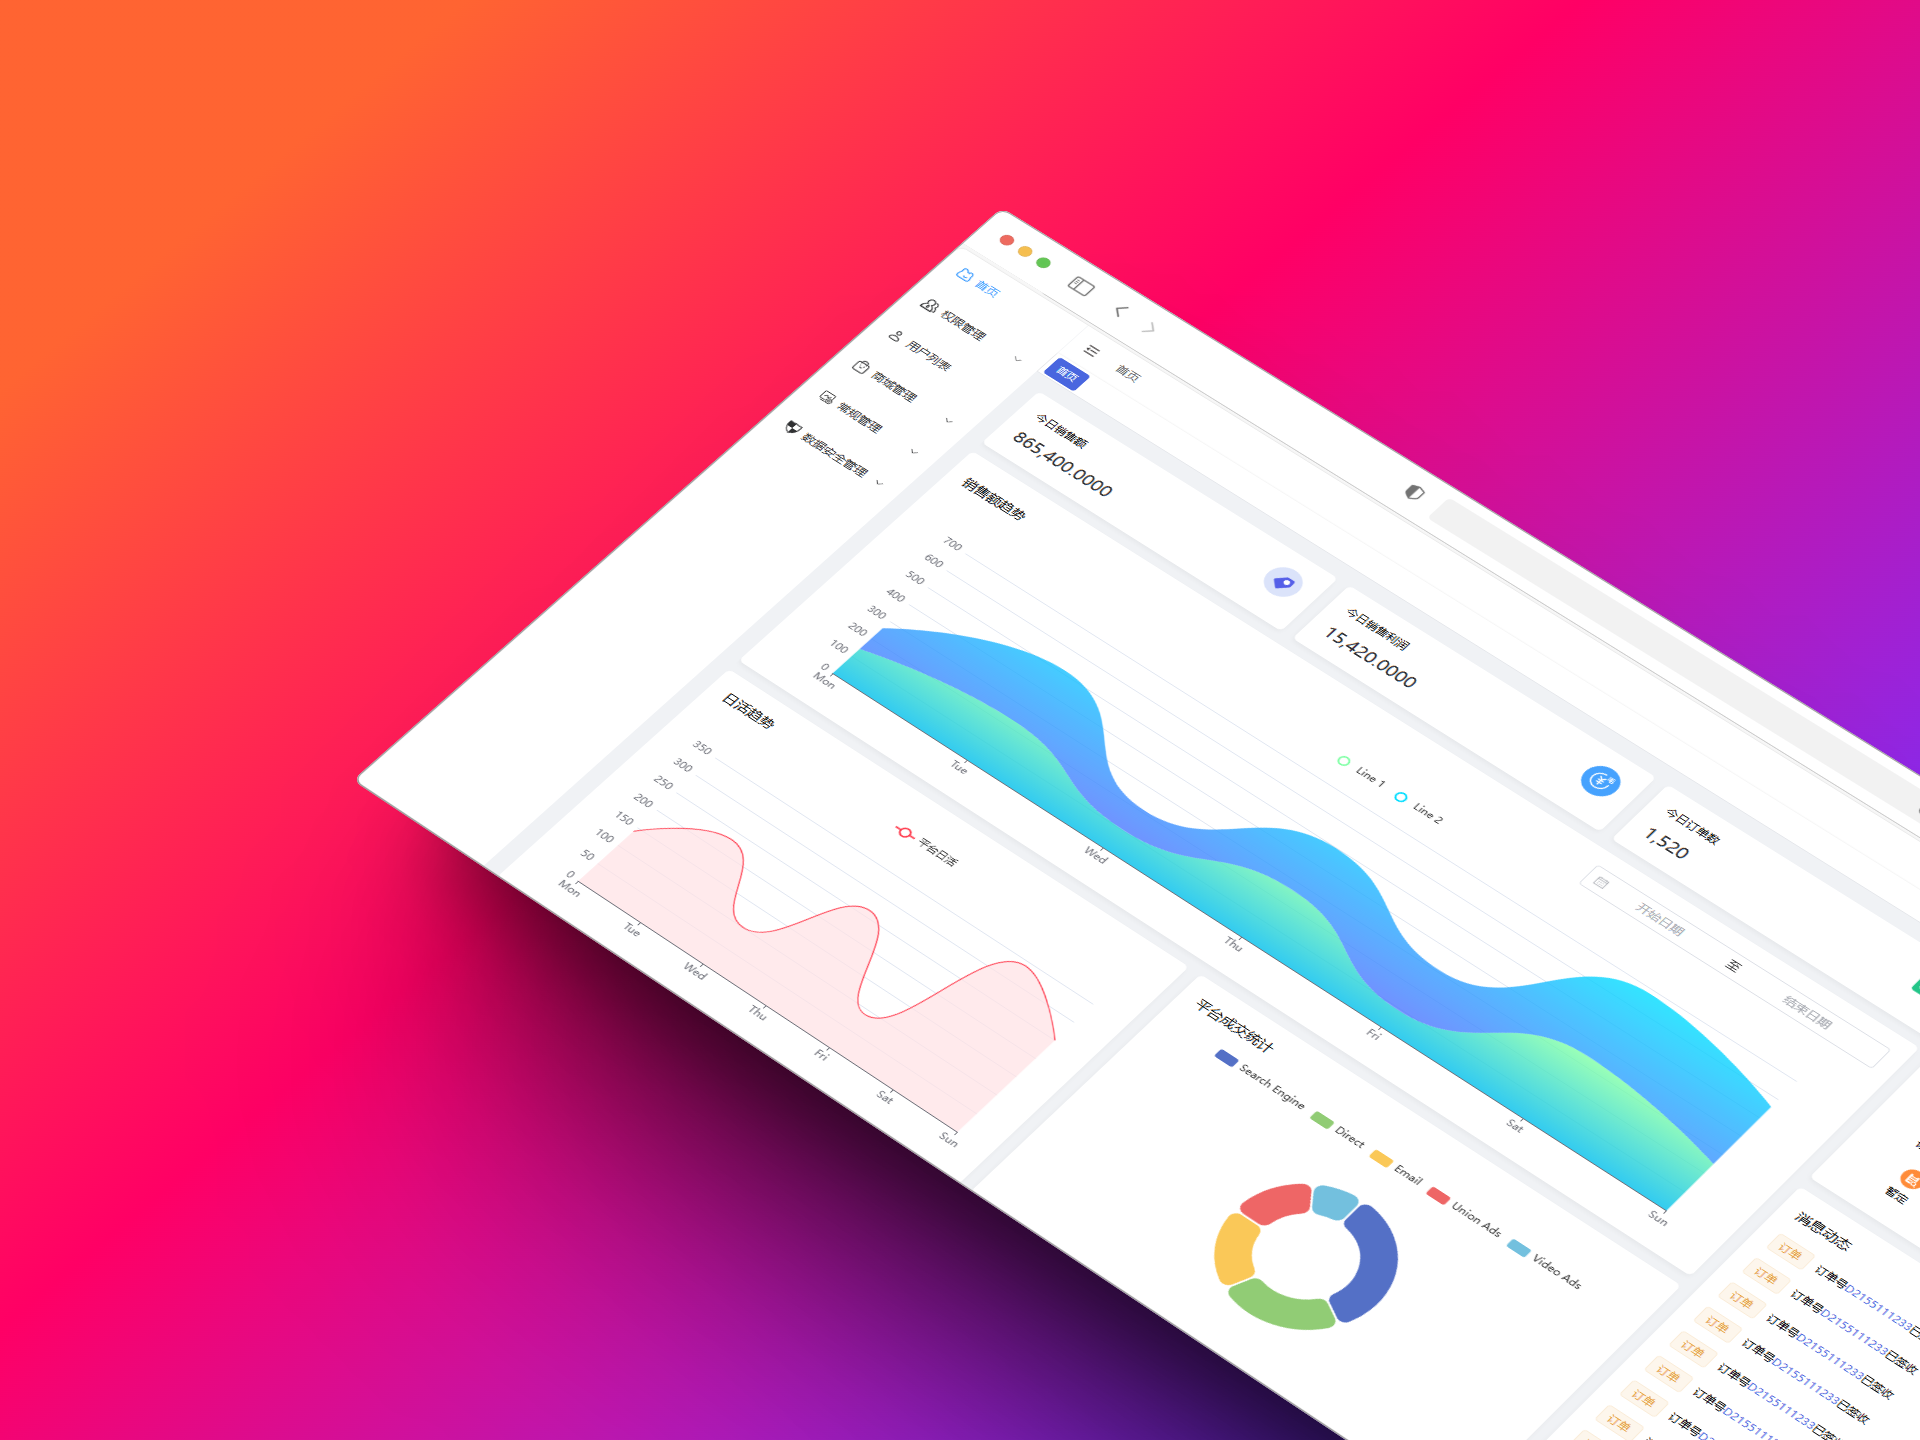 首页
权限管理
用户列表
商城管理
常规管理
数据安全管理
首页
首页
今日销售额
865,400.0000
今日销售利润
15,420.0000
今日订单数
1,520
销售额趋势
Line 1
Line 2
开始日期 至 结束日期
700
600
500
400
300
200
100
0
Mon Tue Wed Thu Fri Sat Sun
日活趋势
平台日活
350
300
250
200
150
100
50
0
Mon Tue Wed Thu Fri Sat Sun
平台成交统计
Search Engine Direct Email Union Ads Video Ads
暂定
消息动态
订单 订单号D2155111233已
订单 订单号D2155111233已签收
订单 订单号D2155111233已签收
订单 订单号D2155111233已签收
订单 订单号D2155111233已
订单 订单号D21551111
订单 订单号D2
订单